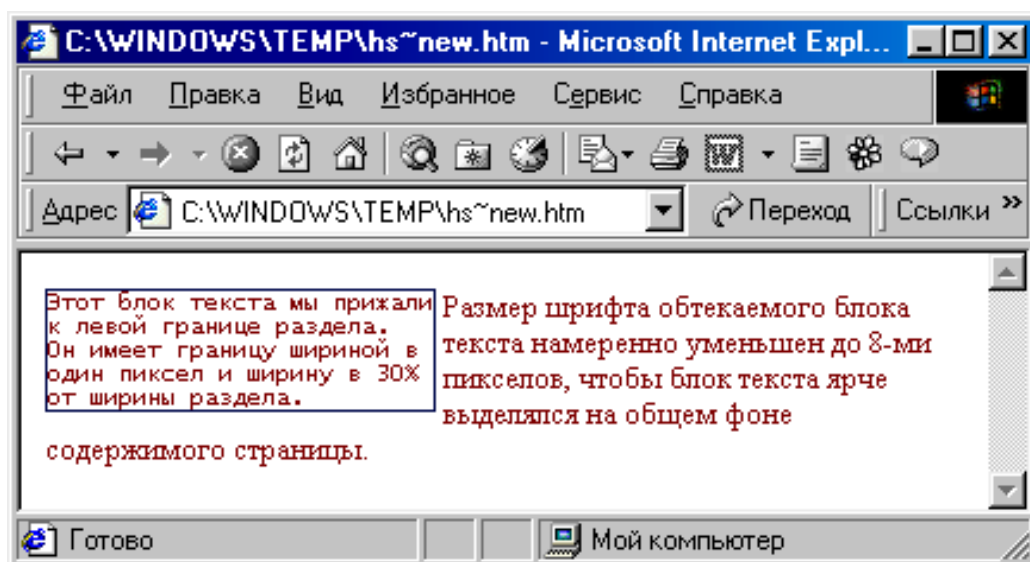 C:\WINDOWS\TEMP\hs~new.htm - Microsoft Internet Expl...
Файл Правка Вид Избранное Сервис Справка
Адрес C:\WINDOWS\TEMP\hs~new.htm Переход Ссылки »
Этот блок текста мы прижали
к левой границе раздела.
Он имеет границу шириной в
один пиксел и ширину в 30%
от ширины раздела.
Размер шрифта обтекаемого блока
текста намеренно уменьшен до 8-ми
пикселов, чтобы блок текста ярче
выделялся на общем фоне
содержимого страницы.
Готово Мой компьютер